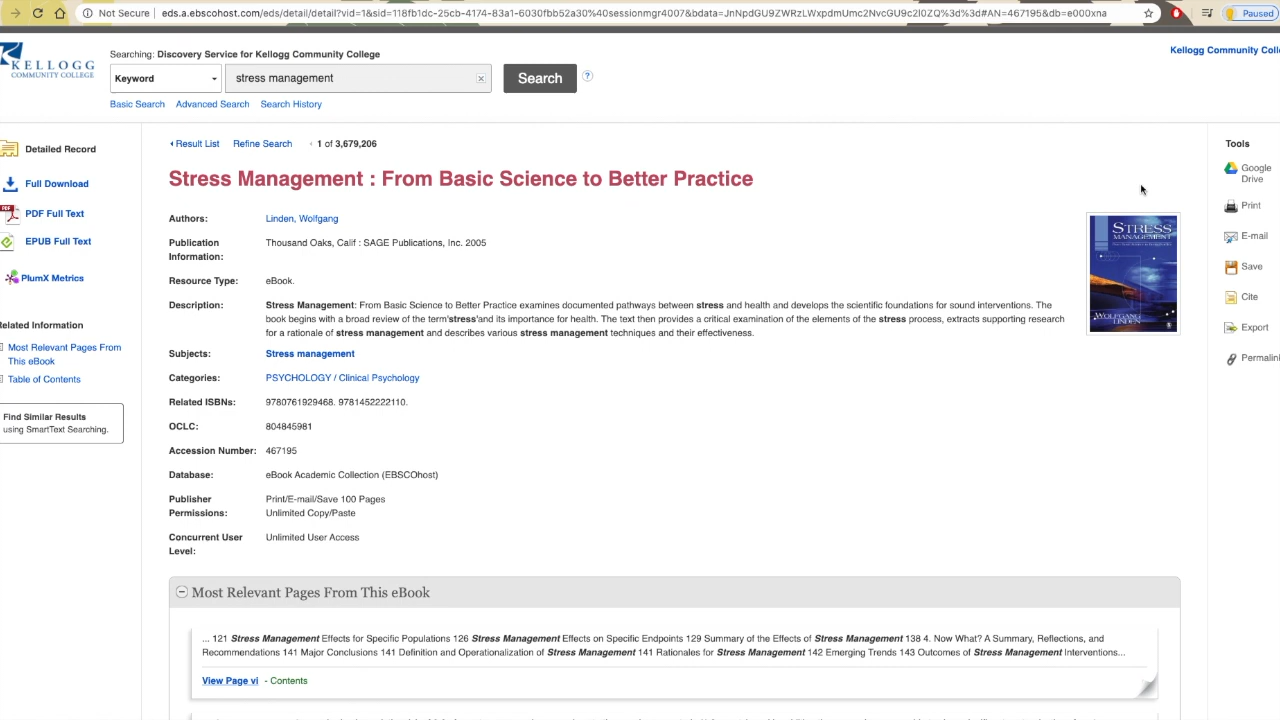 Not Secure | eds.a.ebscohost.com/eds/detail/detail?vid=1&sid=118fb1dc-25cb-4174-83a1-6030fbb52a30%40sessionmgr4007&bdata=JnNpdGU9ZWRzLWxpdmUmc2NvcGU9c2l0ZQ%3d%3d#AN=467195&db=e000xna
Paused
KELLOGG
COMMUNITY COLLEGE
Searching: Discovery Service for Kellogg Community College
Kellogg Community Coll
Keyword
stress management
Search
Basic Search Advanced Search Search History
Detailed Record
Full Download
PDF Full Text
EPUB Full Text
PlumX Metrics
Related Information
Most Relevant Pages From
This eBook
Table of Contents
Find Similar Results
using SmartText Searching.
Result List Refine Search 1 of 3,679,206
Stress Management : From Basic Science to Better Practice
Authors: Linden, Wolfgang
Publication Information: Thousand Oaks, Calif : SAGE Publications, Inc. 2005
Resource Type: eBook.
Description: Stress Management: From Basic Science to Better Practice examines documented pathways between stress and health and develops the scientific foundations for sound interventions. The
book begins with a broad review of the term'stress'and its importance for health. The text then provides a critical examination of the elements of the stress process, extracts supporting research
for a rationale of stress management and describes various stress management techniques and their effectiveness.
Subjects: Stress management
Categories: PSYCHOLOGY / Clinical Psychology
Related ISBNs: 9780761929468. 9781452222110.
OCLC: 804845981
Accession Number: 467195
Database: eBook Academic Collection (EBSCOhost)
Publisher Permissions: Print/E-mail/Save 100 Pages
Unlimited Copy/Paste
Concurrent User Level: Unlimited User Access
STRESS
MANAGEMENT
WOLFGANG
LINDEN
Tools
Google
Drive
Print
E-mail
Save
Cite
Export
Permalin
Most Relevant Pages From This eBook
... 121 Stress Management Effects for Specific Populations 126 Stress Management Effects on Specific Endpoints 129 Summary of the Effects of Stress Management 138 4. Now What? A Summary, Reflections, and
Recommendations 141 Major Conclusions 141 Definition and Operationalization of Stress Management 141 Rationales for Stress Management 142 Emerging Trends 143 Outcomes of Stress Management Interventions...
View Page vi - Contents